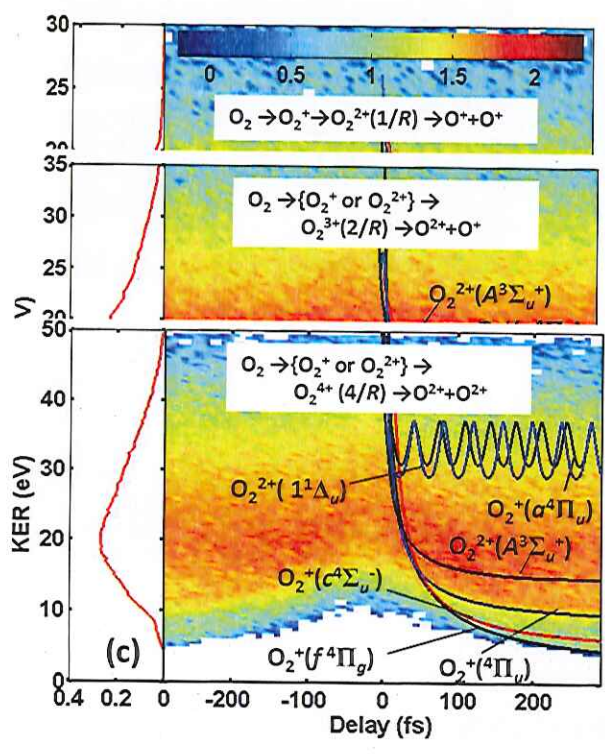 30
25
20
0 0.5 1 1.5 2
O₂ →O₂⁺→O₂²⁺(1/R) →O⁺+O⁺
35
30
25
20
V)
O₂ →{O₂⁺ or O₂²⁺} →
O₂³⁺(2/R) →O²⁺+O⁺
O₂²⁺(A³Σᵤ⁺)
50
40
30
20
10
0
KER (eV)
O₂ →{O₂⁺ or O₂²⁺} →
O₂⁴⁺ (4/R) →O²⁺+O²⁺
O₂²⁺( 1¹Δᵤ)
O₂⁺(a⁴Πᵤ)
O₂²⁺(A³Σᵤ⁺)
O₂⁺(c⁴Σᵤ⁻)
(c)
O₂⁺(f ⁴Π_g)
O₂⁺(⁴Πᵤ)
0.4 0.2 0 -200 -100 0 100 200
Delay (fs)